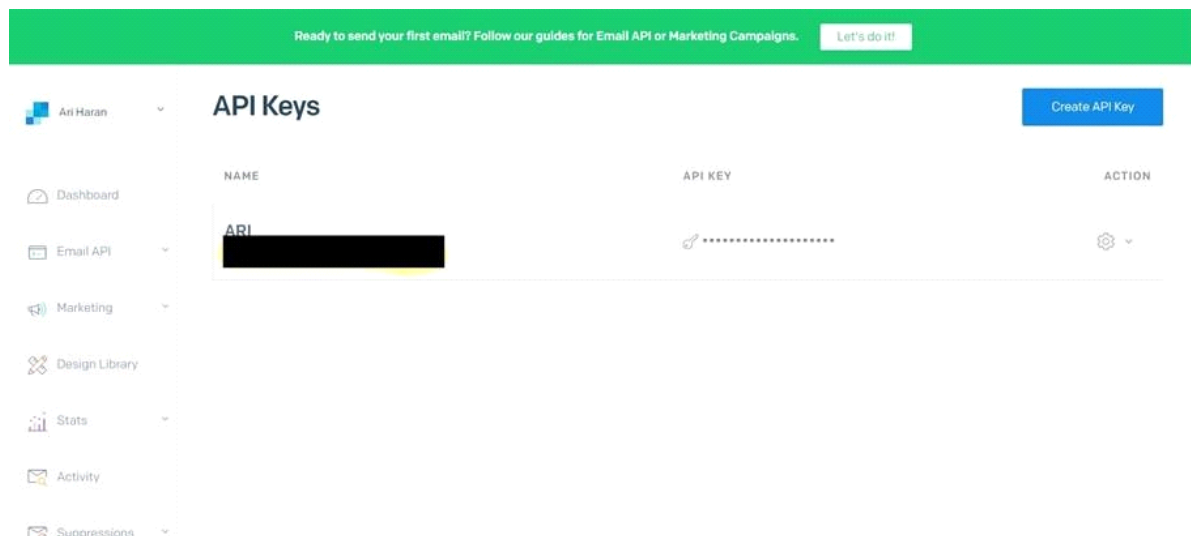 Ready to send your first email? Follow our guides for Email API or Marketing Campaigns. Let's do it!
Ari Haran
API Keys
Create API Key
NAME API KEY ACTION
ARI
Dashboard
Email API
Marketing
Design Library
Stats
Activity
Suppressions